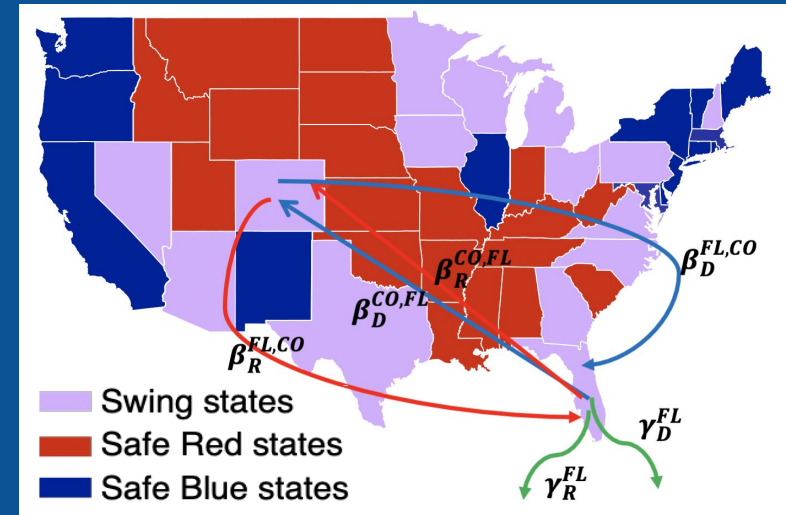 β_D^{FL,CO}
β_R^{CO,FL}
β_D^{CO,FL}
β_R^{FL,CO}
Swing states
Safe Red states
Safe Blue states
γ_D^{FL}
γ_R^{FL}